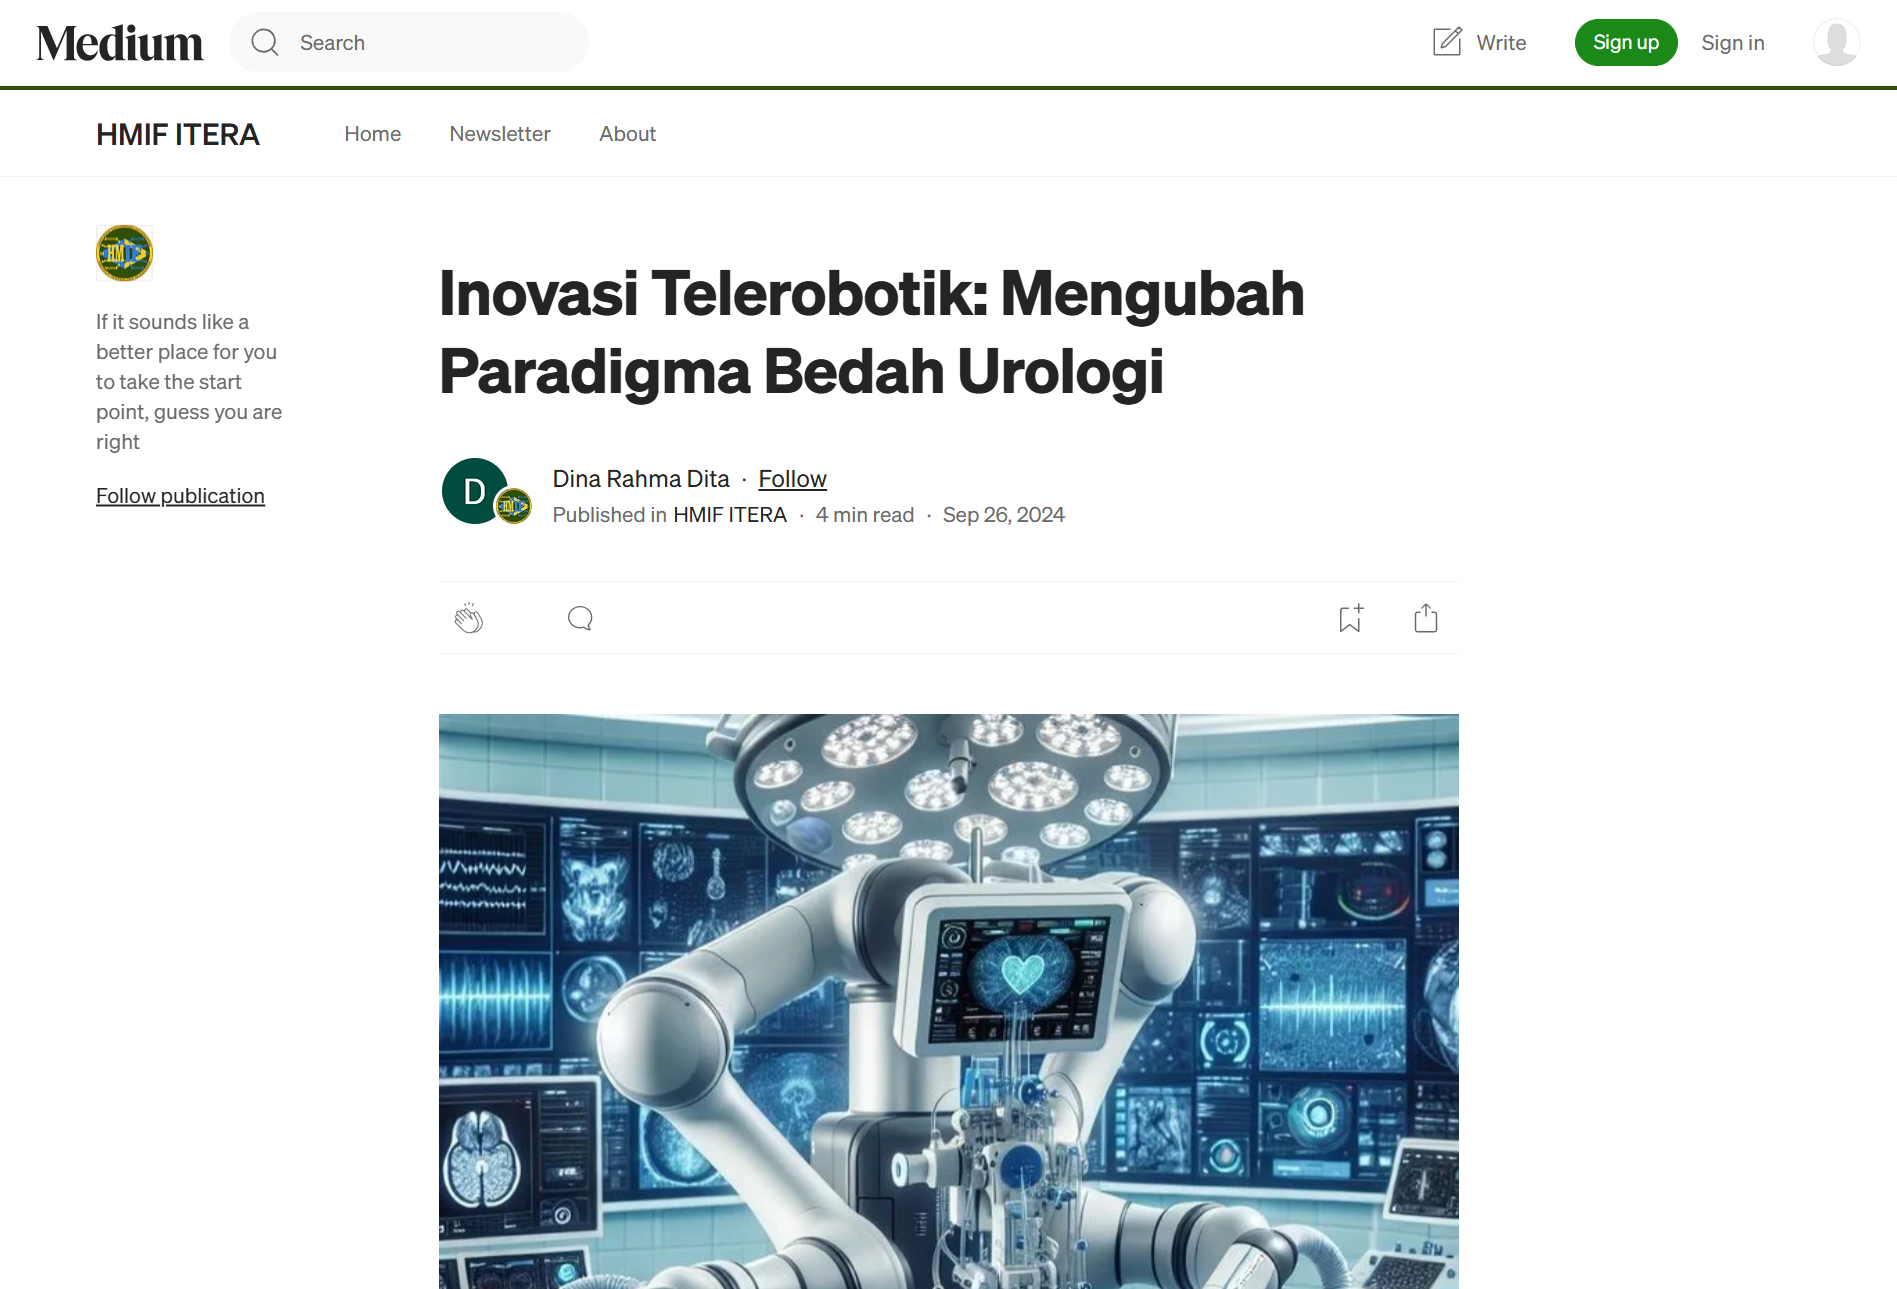 Medium
Search
Write
Sign up
Sign in
HMIF ITERA
Home
Newsletter
About
If it sounds like a
better place for you
to take the start
point, guess you are
right
Follow publication
Inovasi Telerobotik: Mengubah
Paradigma Bedah Urologi
D
Dina Rahma Dita · Follow
Published in HMIF ITERA · 4 min read · Sep 26, 2024